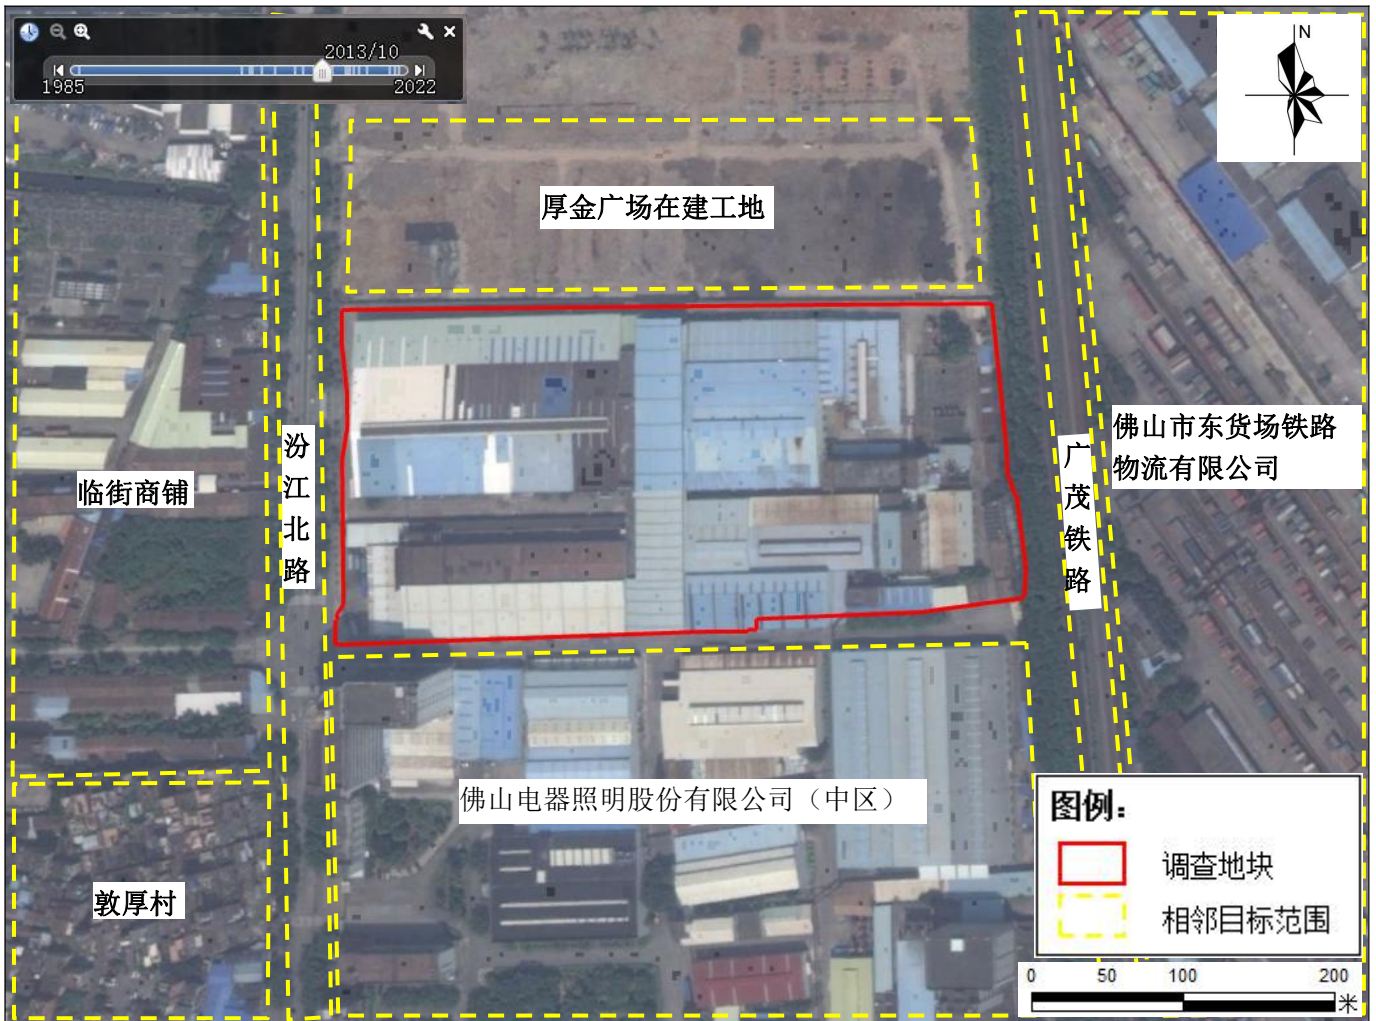 2013/10
1985
2022
N
厚金广场在建工地
佛山市东货场铁路
物流有限公司
汾江北路
广茂铁路
临街商铺
佛山电器照明股份有限公司（中区）
敦厚村
图例：
调查地块
相邻目标范围
0 50 100 200
米